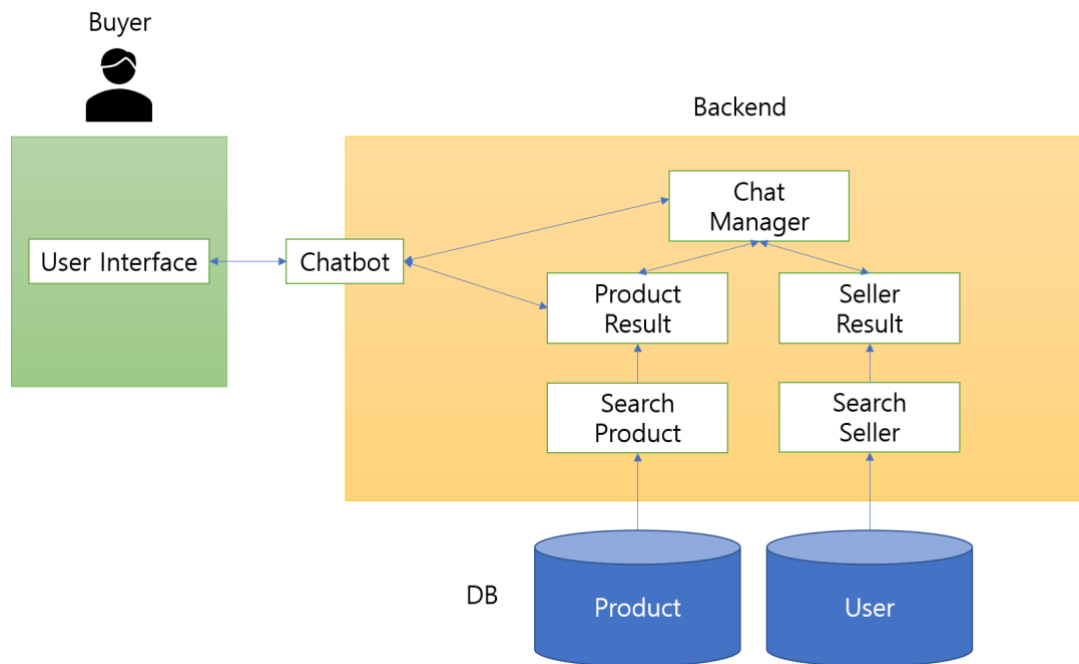 Buyer
Backend
Chat
Manager
User Interface
Chatbot
Product
Result
Seller
Result
Search
Product
Search
Seller
DB
Product
User